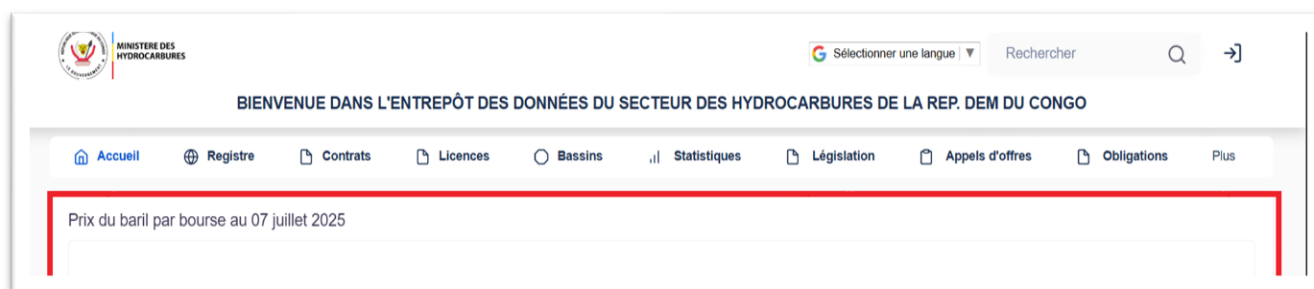 MINISTERE DES
HYDROCARBURES
Sélectionner une langue ▼
Rechercher
BIENVENUE DANS L'ENTREPÔT DES DONNÉES DU SECTEUR DES HYDROCARBURES DE LA REP. DEM DU CONGO
Accueil Registre Contrats Licences Bassins Statistiques Législation Appels d'offres Obligations Plus
Prix du baril par bourse au 07 juillet 2025